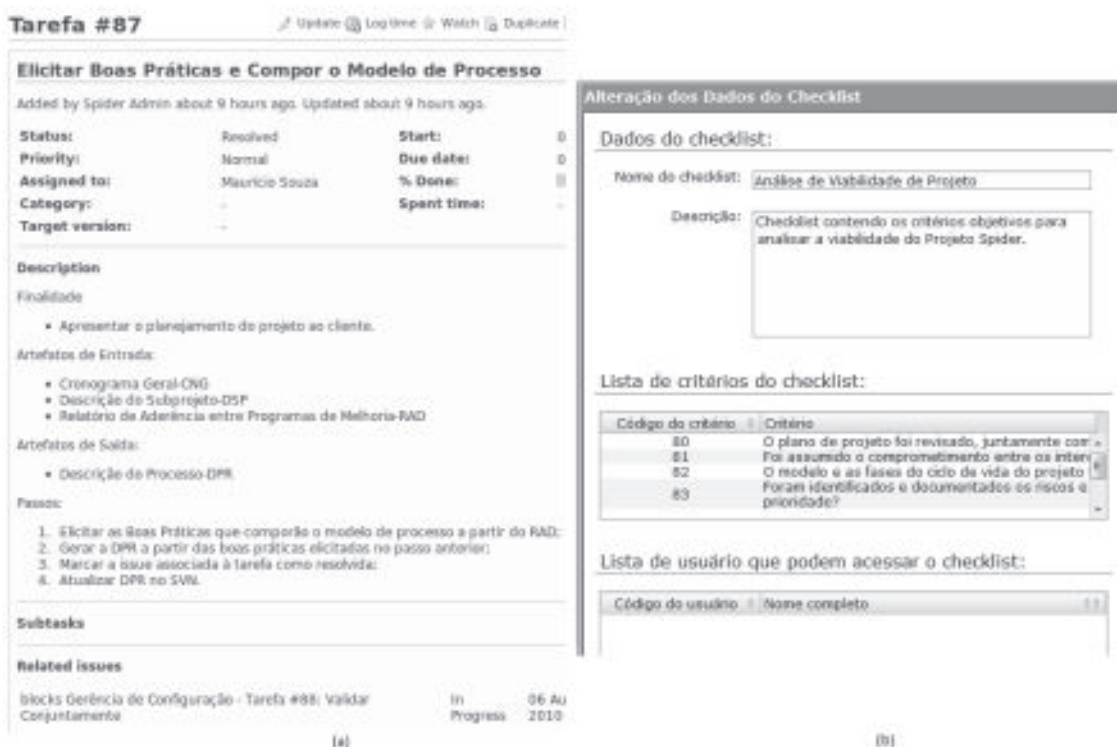 Tarefa #87
Update Log time Watch Duplicate
Elicitar Boas Práticas e Compor o Modelo de Processo
Added by Spider Admin about 9 hours ago. Updated about 9 hours ago.
Status: Resolved Start: 0
Priority: Normal Due date: 0
Assigned to: Mauricio Souza % Done:
Category: - Spent time: -
Target version: -
Description
Finalidade
• Apresentar o planejamento do projeto ao cliente.
Artefatos de Entrada:
• Cronograma Geral-CNG
• Descrição do Subprojeto-DSP
• Relatório de Aderência entre Programas de Melhoria-RAD
Artefatos de Saída:
• Descrição do Processo-DPR
Passos:
1. Elicitar as Boas Práticas que comporão o modelo de processo a partir do RAD;
2. Gerar a DPR a partir das boas práticas elicitadas no passo anterior;
3. Marcar a issue associada à tarefa como resolvida;
4. Atualizar DPR no SVN.
Subtasks
Related issues
blocks Gerência de Configuração - Tarefa #88: Validar Conjuntamente In Progress 06 Au 2010
(a)
Alteração dos Dados do Checklist
Dados do checklist:
Nome do checklist: Análise de Viabilidade de Projeto
Descrição: Checklist contendo os critérios objetivos para
analisar a viabilidade do Projeto Spider.
Lista de critérios do checklist:
Código do critério Critério
80 O plano de projeto foi revisado, juntamente com
81 Foi assumido o comprometimento entre os inter
82 O modelo e as fases do ciclo de vida do projeto
83 Foram identificados e documentados os riscos e
prioridade?
Lista de usuário que podem acessar o checklist:
Código do usuário Nome completo
(b)